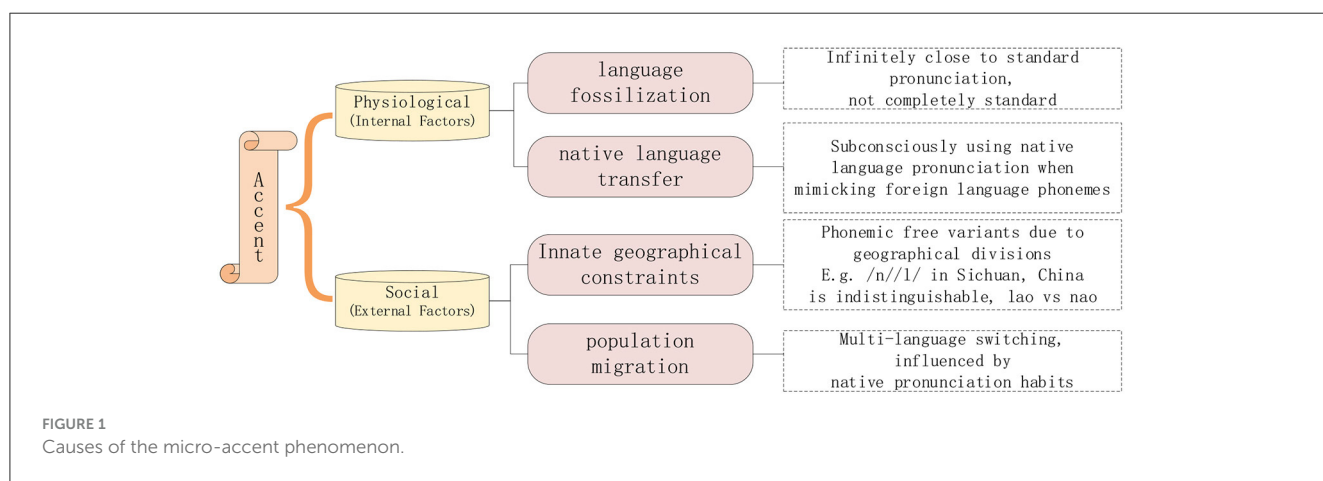 Accent
Physiological
(Internal Factors)
language
fossilization
Infinitely close to standard
pronunciation,
not completely standard
native language
transfer
Subconsciously using native
language pronunciation when
mimicking foreign language phonemes
Social
(External Factors)
Innate geographical
constraints
Phonemic free variants due to
geographical divisions
E.g. /n//l/ in Sichuan, China
is indistinguishable, lao vs nao
population
migration
Multi-language switching,
influenced by
native pronunciation habits
FIGURE 1
Causes of the micro-accent phenomenon.